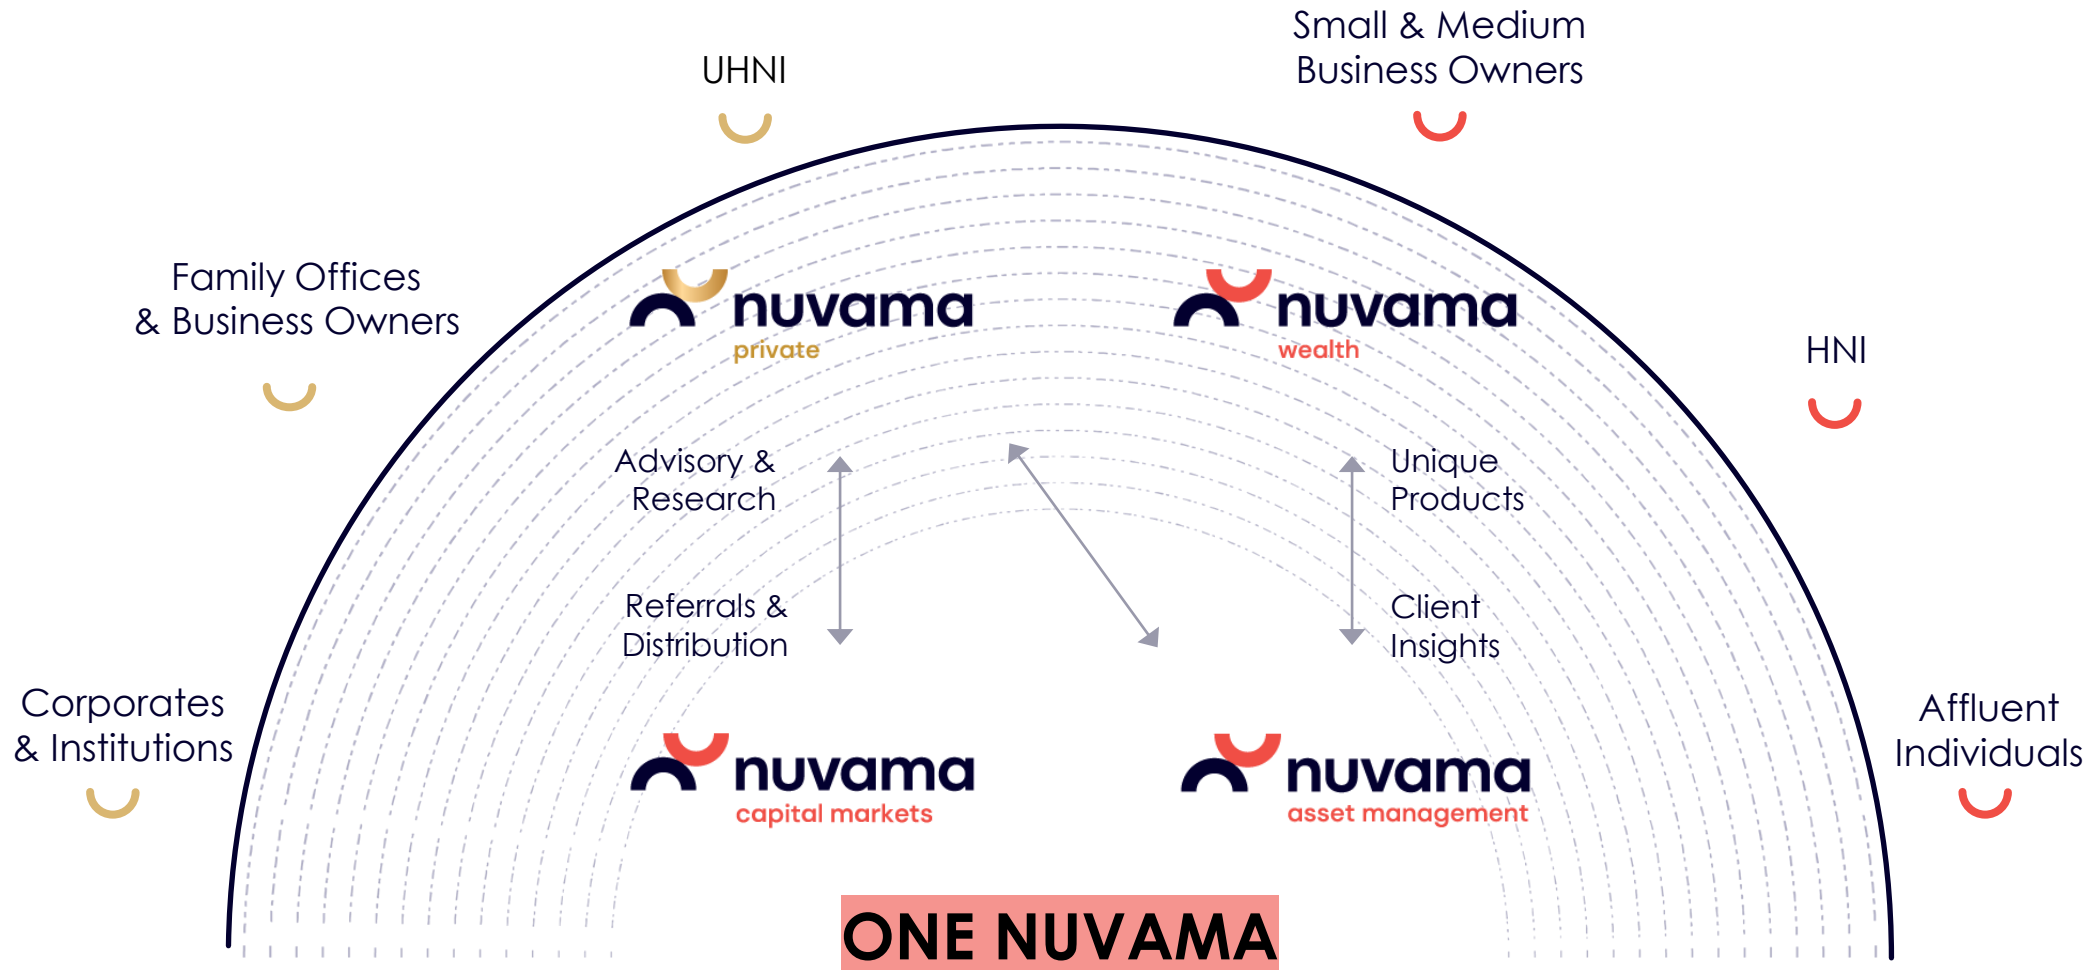 Small & Medium
Business Owners
UHNI
Family Offices
& Business Owners
nuvama
private
nuvama
wealth
HNI
Advisory &
Research
Unique
Products
Referrals &
Distribution
Client
Insights
Corporates
& Institutions
Affluent
Individuals
nuvama
capital markets
nuvama
asset management
ONE NUVAMA